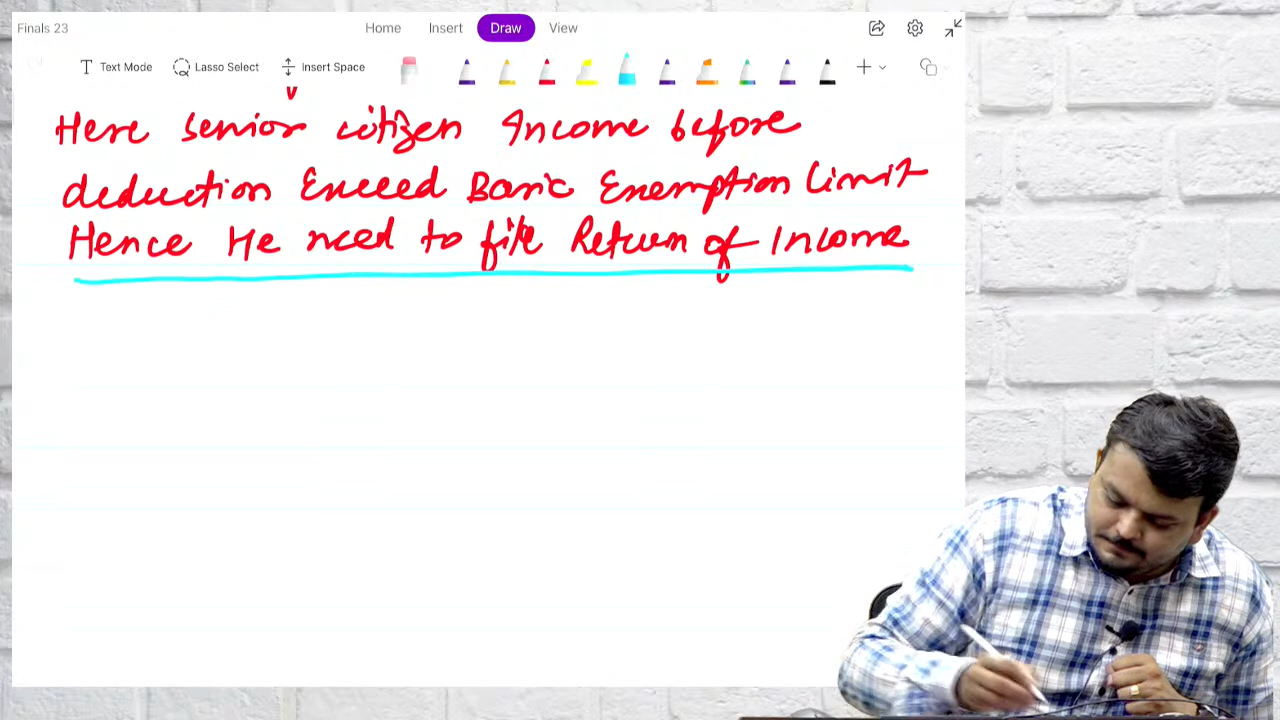 Finals 23
Home Insert Draw View
Text Mode Lasso Select Insert Space
Here senior citizen Income before
deduction Exceed Basic Exemption Limit
Hence He need to file Return of Income